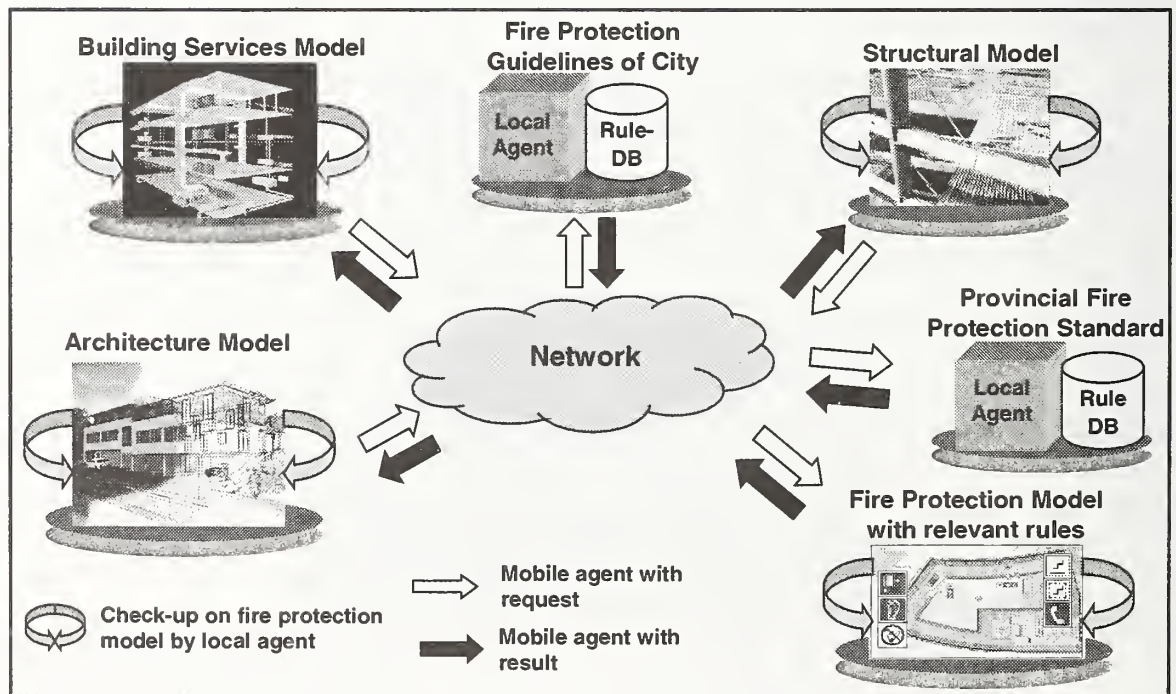 Building Services Model
Fire Protection
Guidelines of City
Structural Model
Local
Agent
Rule-
DB
Provincial Fire
Protection Standard
Architecture Model
Network
Local
Agent
Rule
DB
Fire Protection Model
with relevant rules
Mobile agent with
request
Check-up on fire protection
model by local agent
Mobile agent with
result